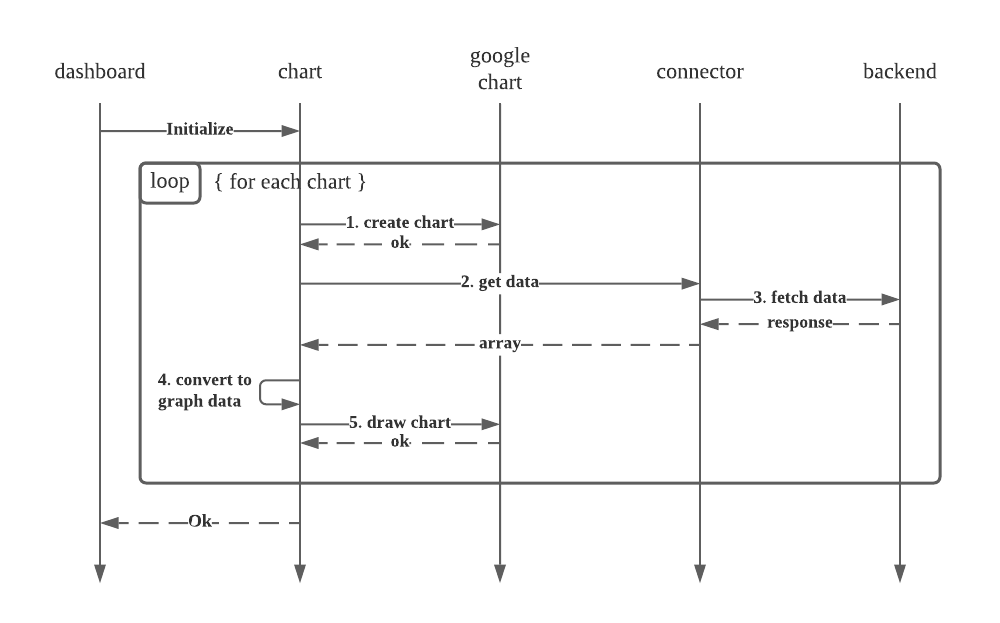 dashboard
chart
google
chart
connector
backend
Initialize
loop
{ for each chart }
1. create chart
ok
2. get data
3. fetch data
response
array
4. convert to
graph data
5. draw chart
ok
Ok